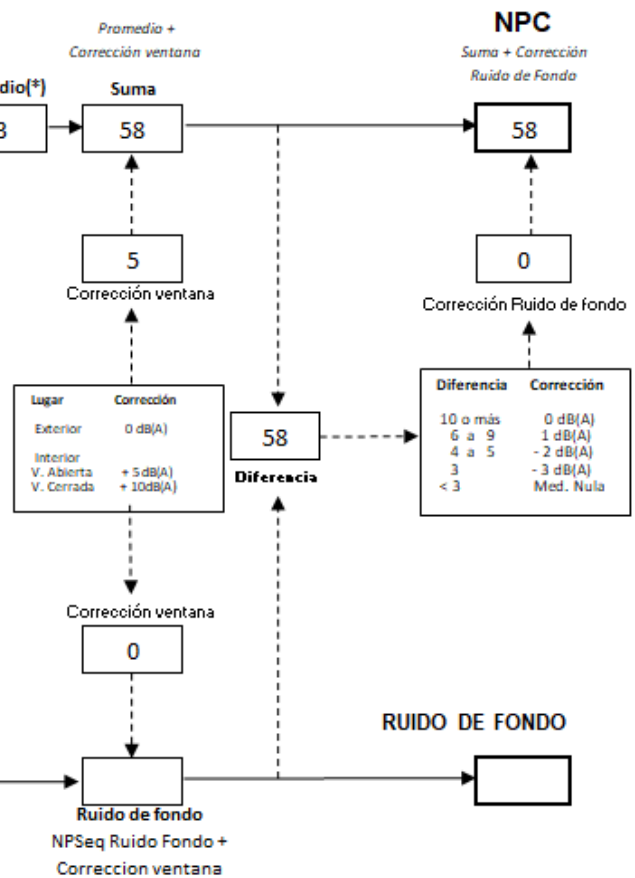 Promedio +
Corrección ventana
NPC
Suma + Corrección
Ruido de Fondo
dio(*)
Suma
3
58
58
5
Corrección ventana
0
Corrección Ruido de fondo
Lugar Corrección
Exterior 0 dB(A)
Interior
V. Abierta + 5dB(A)
V. Cerrada + 10dB(A)
58
Diferencia
Diferencia Corrección
10 o más 0 dB(A)
6 a 9 1 dB(A)
4 a 5 - 2 dB(A)
3 - 3 dB(A)
< 3 Med. Nula
Corrección ventana
0
RUIDO DE FONDO
Ruido de fondo
NPSeq Ruido Fondo +
Correccion ventana